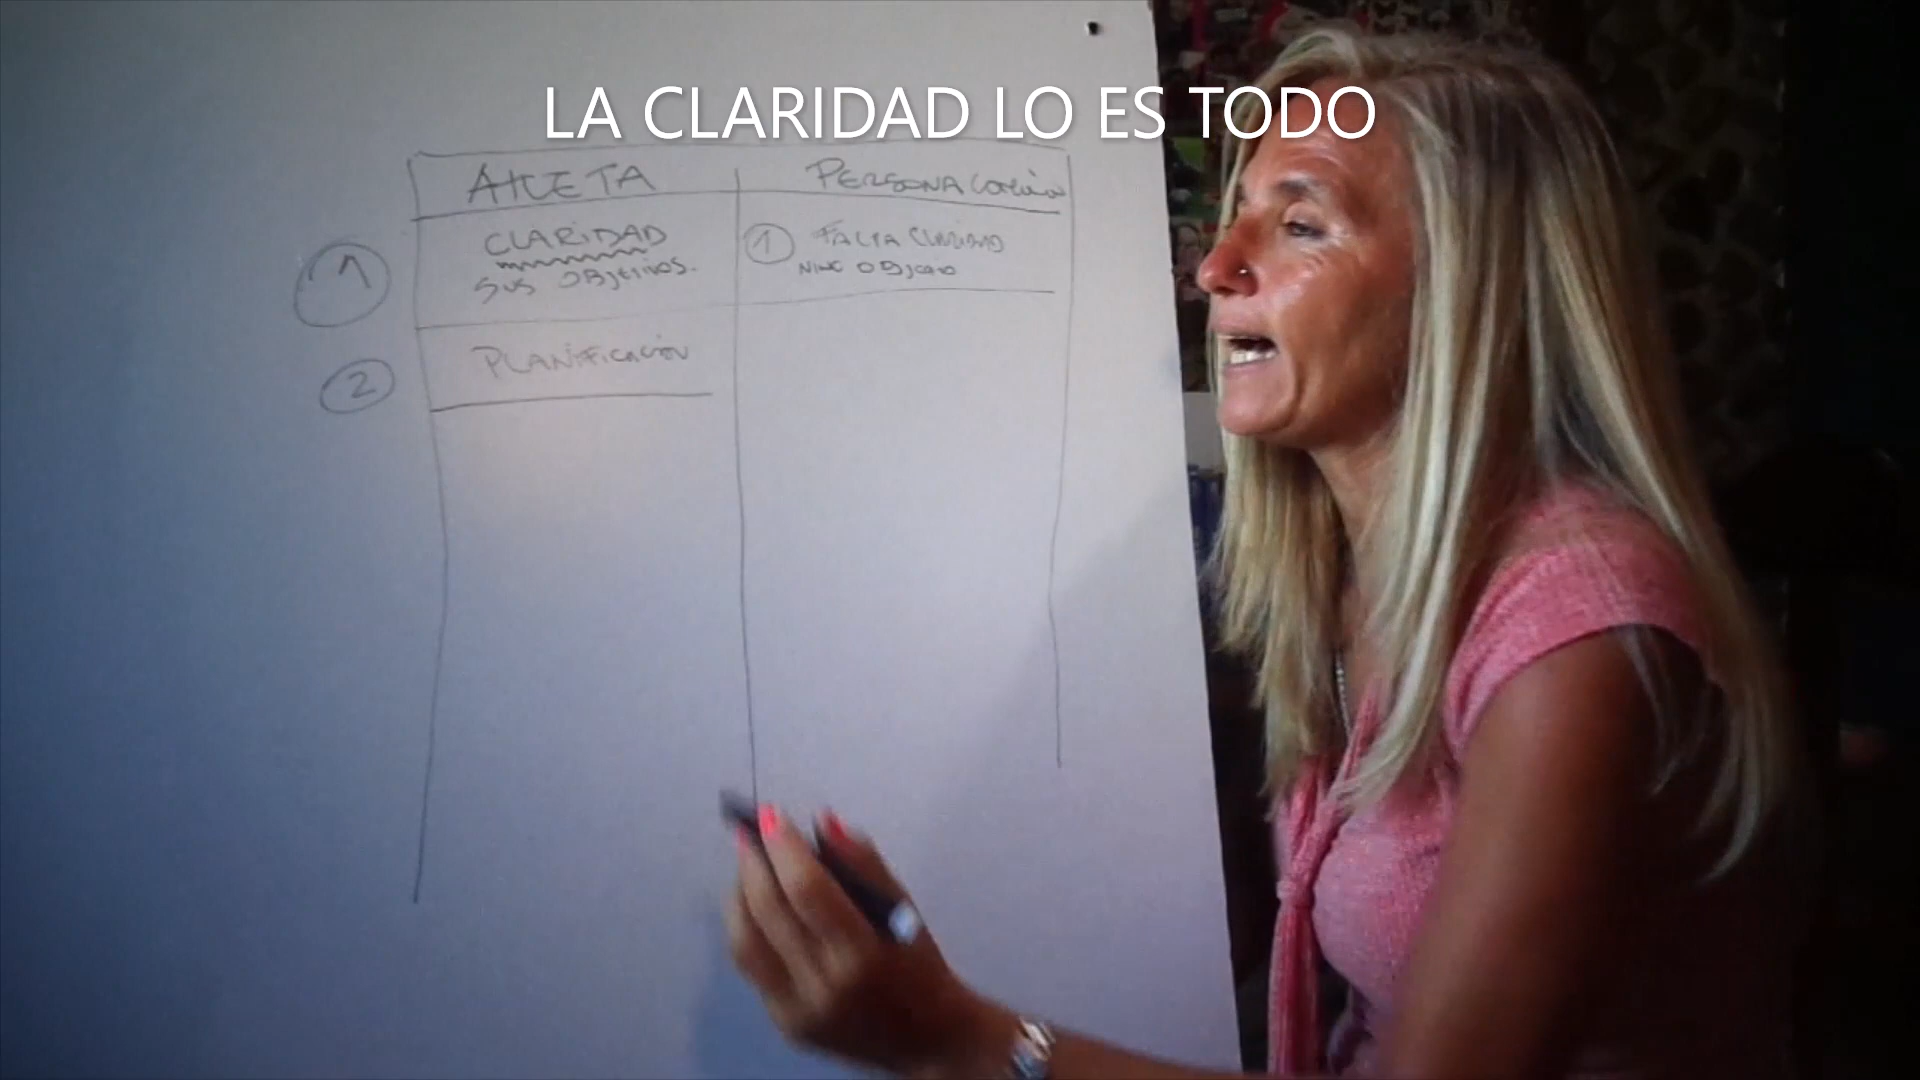 LA CLARIDAD LO ES TODO
ATLETA
PERSONA Común
1
CLARIDAD
SUS OBJETIVOS.
1 FALTA CLARIDAD
2
PLANIFICACIÓN